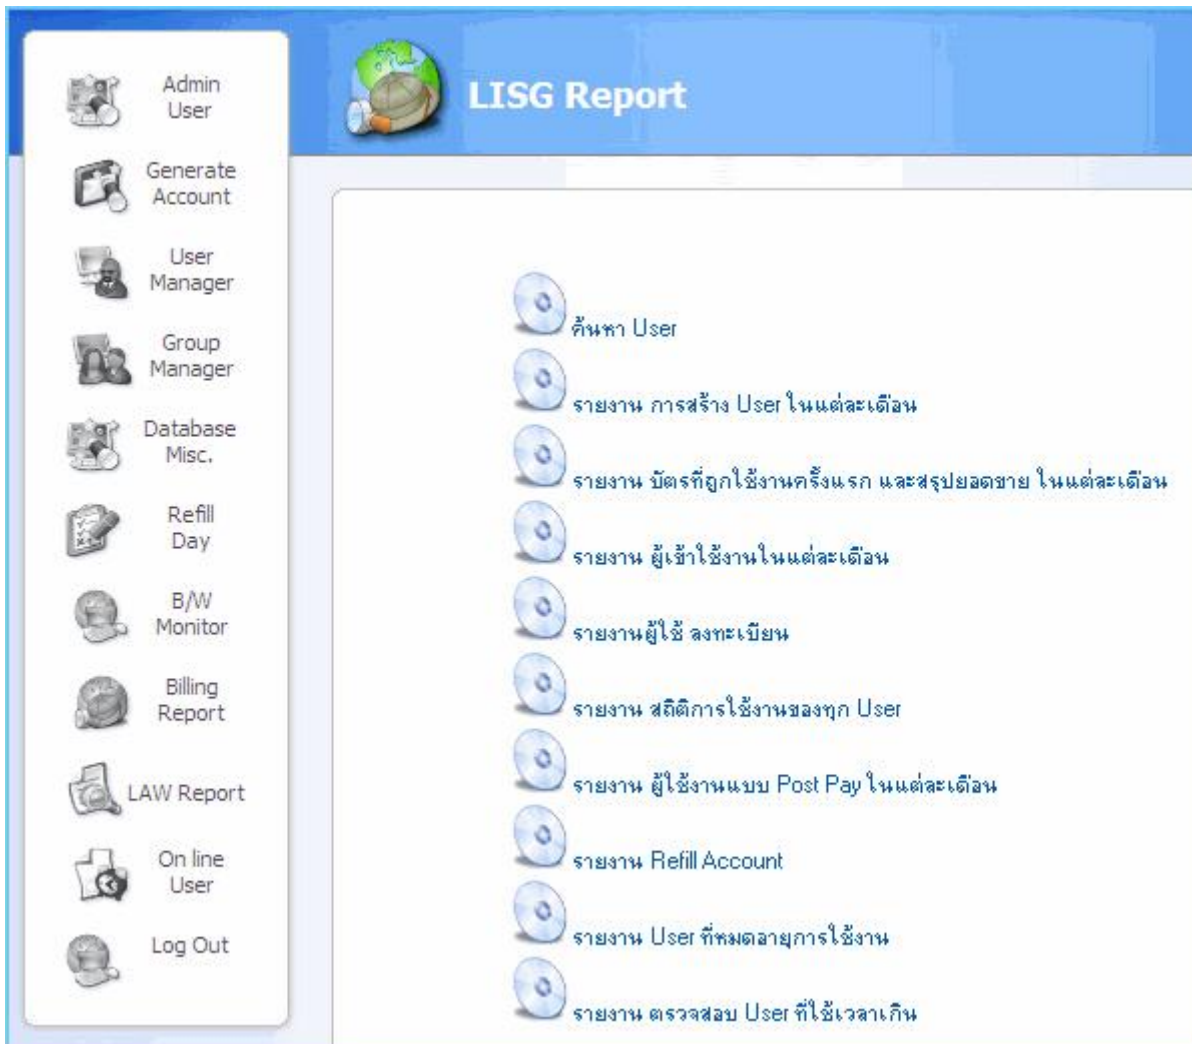 Admin
User
Generate
Account
User
Manager
Group
Manager
Database
Misc.
Refill
Day
B/W
Monitor
Billing
Report
LAW Report
On line
User
Log Out
LISG Report
ค้นหา User
รายงาน การสร้าง User ในแต่ละเดือน
รายงาน บัตรที่ถูกใช้งานครั้งแรก และสรุปยอดขาย ในแต่ละเดือน
รายงาน ผู้เข้าใช้งานในแต่ละเดือน
รายงานผู้ใช้ ลงทะเบียน
รายงาน สถิติการใช้งานของทุก User
รายงาน ผู้ใช้งานแบบ Post Pay ในแต่ละเดือน
รายงาน Refill Account
รายงาน User ที่หมดอายุการใช้งาน
รายงาน ตรวจสอบ User ที่ใช้เวลาเกิน